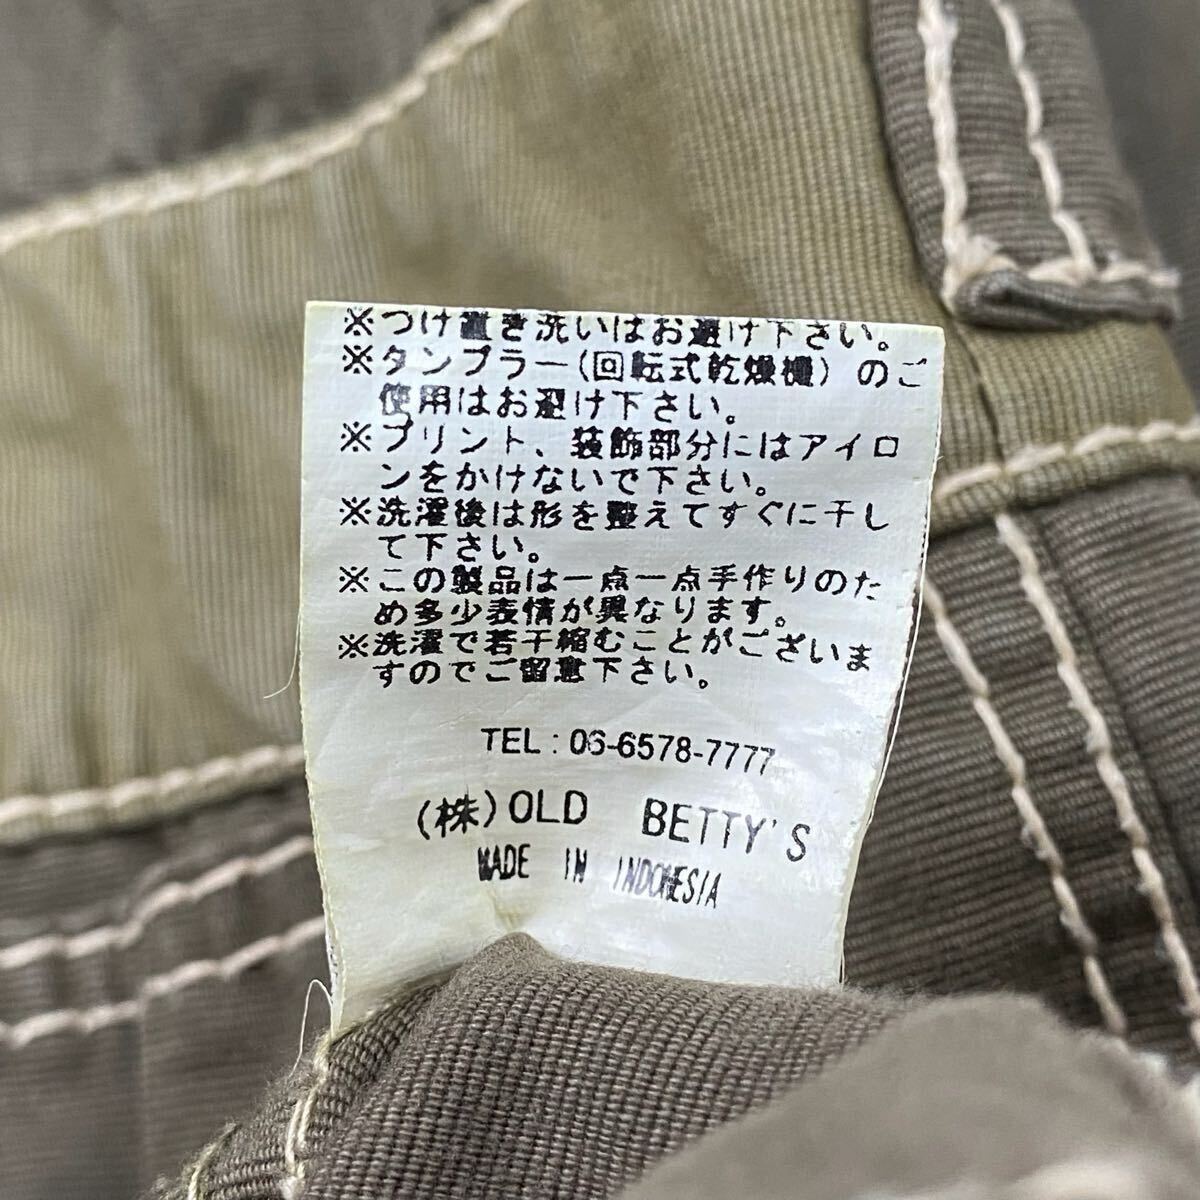 ※つけ置き洗いはお避け下さい。
※タンブラー(回転式乾燥機)のご
使用はお避け下さい。
※プリント、装飾部分にはアイロ
ンをかけないで下さい。
※洗濯後は形を整えてすぐに干し
て下さい。
※この製品は一点一点手作りのた
め多少表情が異なります。
※洗濯で若干縮むことがございま
すのでご留意下さい。
TEL : 06-6578-7777
(株)OLD BETTY'S
MADE IN INDONESIA